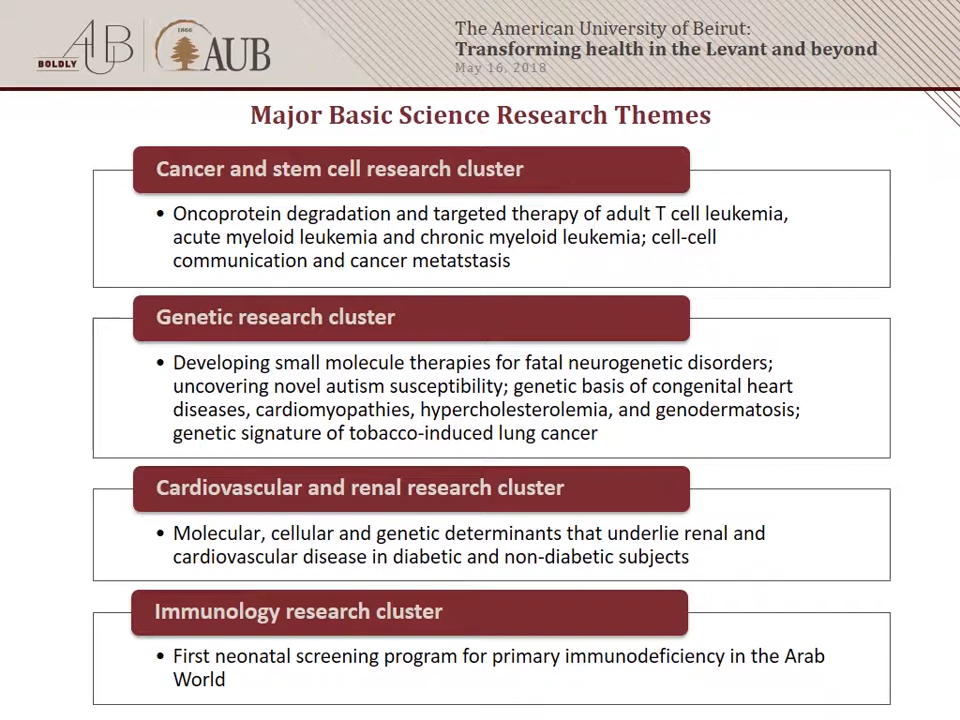 BOLDLY AUB
1866
AUB
The American University of Beirut:
Transforming health in the Levant and beyond
May 16, 2018
Major Basic Science Research Themes
Cancer and stem cell research cluster
• Oncoprotein degradation and targeted therapy of adult T cell leukemia,
acute myeloid leukemia and chronic myeloid leukemia; cell-cell
communication and cancer metatstasis
Genetic research cluster
• Developing small molecule therapies for fatal neurogenetic disorders;
uncovering novel autism susceptibility; genetic basis of congenital heart
diseases, cardiomyopathies, hypercholesterolemia, and genodermatosis;
genetic signature of tobacco-induced lung cancer
Cardiovascular and renal research cluster
• Molecular, cellular and genetic determinants that underlie renal and
cardiovascular disease in diabetic and non-diabetic subjects
Immunology research cluster
• First neonatal screening program for primary immunodeficiency in the Arab
World